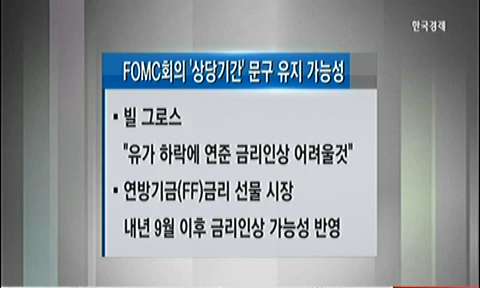 한국경제
FOMC회의 '상당기간' 문구 유지 가능성
▪ 빌 그로스
"유가 하락에 연준 금리인상 어려울것"
▪ 연방기금(FF)금리 선물 시장
내년 9월 이후 금리인상 가능성 반영